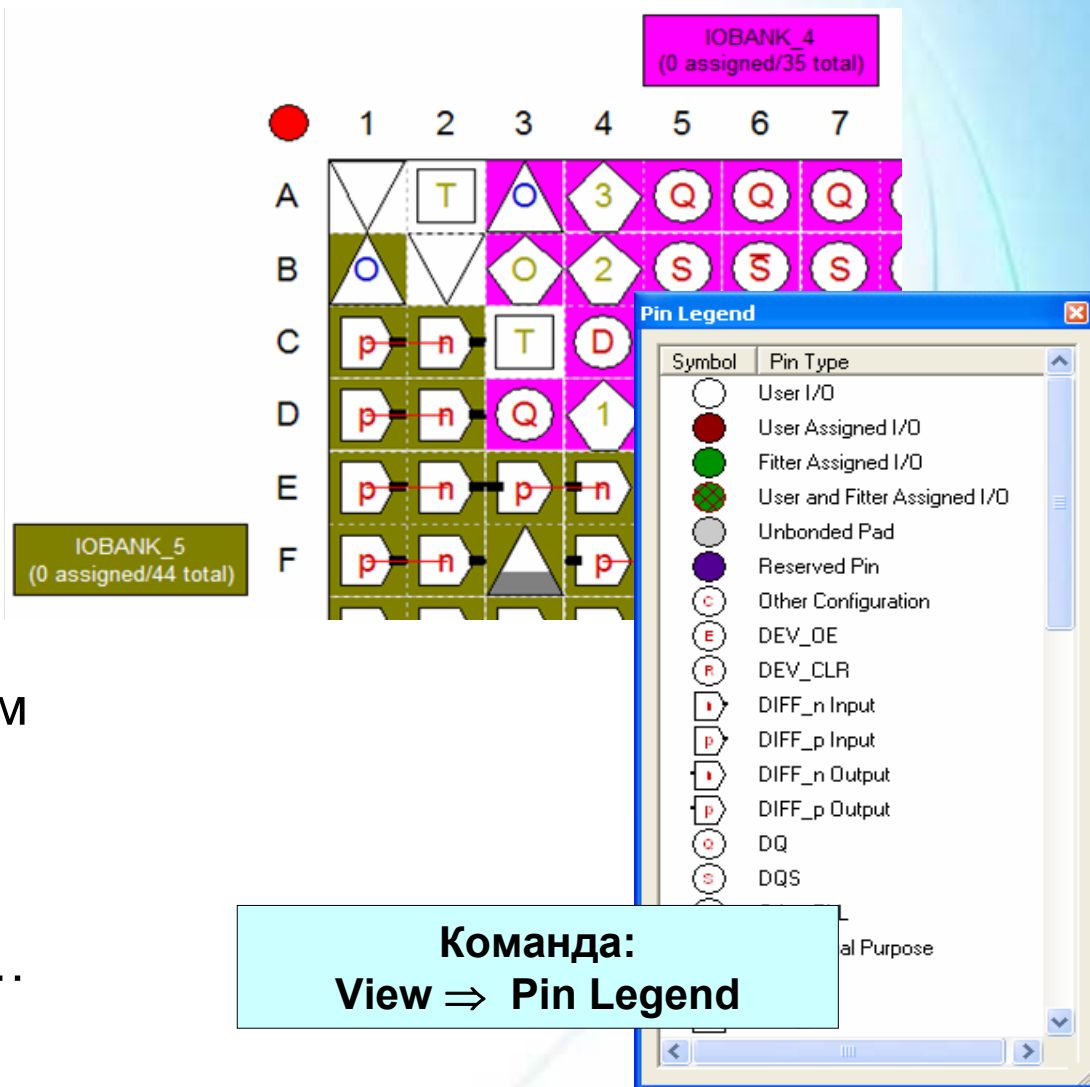 IOBANK_4
(0 assigned/35 total)
1 2 3 4 5 6 7
A T O 3 Q Q Q
B O O 2 S S̅ S
C p n T D
D p n Q 1
E p n p n
F p n p
IOBANK_5
(0 assigned/44 total)
Pin Legend
Symbol Pin Type
User I/O
User Assigned I/O
Fitter Assigned I/O
User and Fitter Assigned I/O
Unbonded Pad
Reserved Pin
C Other Configuration
E DEV_OE
R DEV_CLR
n DIFF_n Input
p DIFF_p Input
n DIFF_n Output
p DIFF_p Output
Q DQ
S DQS
L
al Purpose
м
…
Команда:
View ⇒ Pin Legend